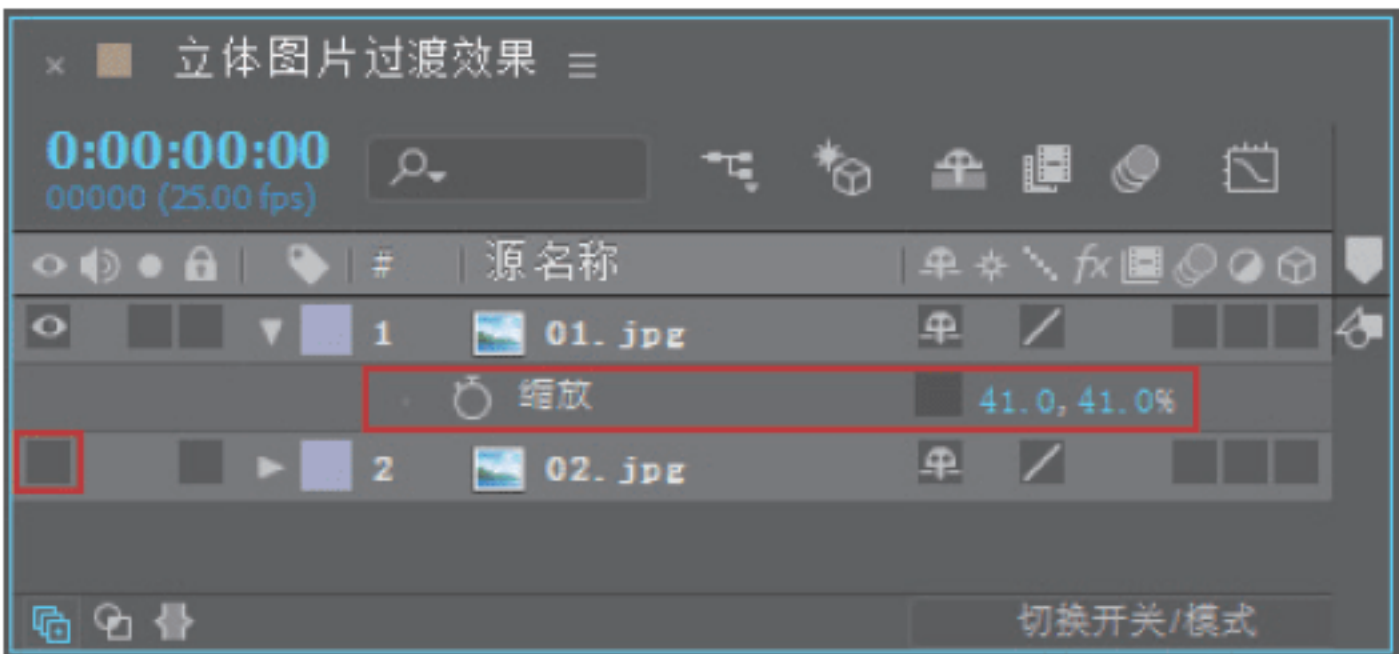 立体图片过渡效果
0:00:00:00
00000 (25.00 fps)
# 源名称 fx
1 01.jpg
缩放 41.0, 41.0%
2 02.jpg
切换开关/模式